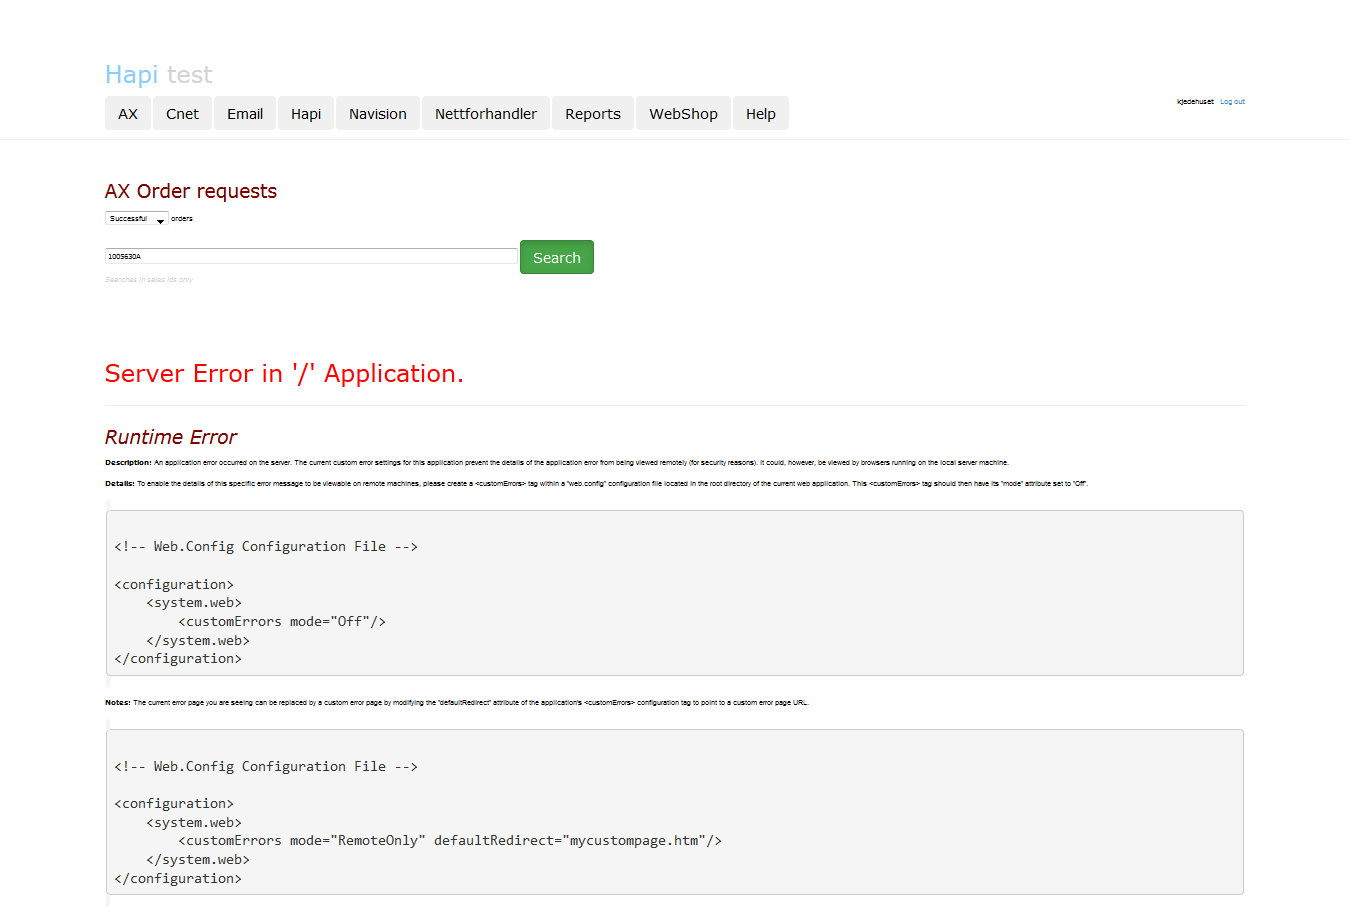 Hapi test
AX Cnet Email Hapi Navision Nettforhandler Reports WebShop Help
kjedehuset Log out
AX Order requests
Successful orders
1005630A Search
Searches in sales ids only
Server Error in '/' Application.
Runtime Error
Description: An application error occurred on the server. The current custom error settings for this application prevent the details of the application error from being viewed remotely (for security reasons). It could, however, be viewed by browsers running on the local server machine.
Details: To enable the details of this specific error message to be viewable on remote machines, please create a <customErrors> tag within a "web.config" configuration file located in the root directory of the current web application. This <customErrors> tag should then have its "mode" attribute set to "Off".
<!-- Web.Config Configuration File -->
<configuration>
    <system.web>
        <customErrors mode="Off"/>
    </system.web>
</configuration>
Notes: The current error page you are seeing can be replaced by a custom error page by modifying the "defaultRedirect" attribute of the application's <customErrors> configuration tag to point to a custom error page URL.
<!-- Web.Config Configuration File -->
<configuration>
    <system.web>
        <customErrors mode="RemoteOnly" defaultRedirect="mycustompage.htm"/>
    </system.web>
</configuration>